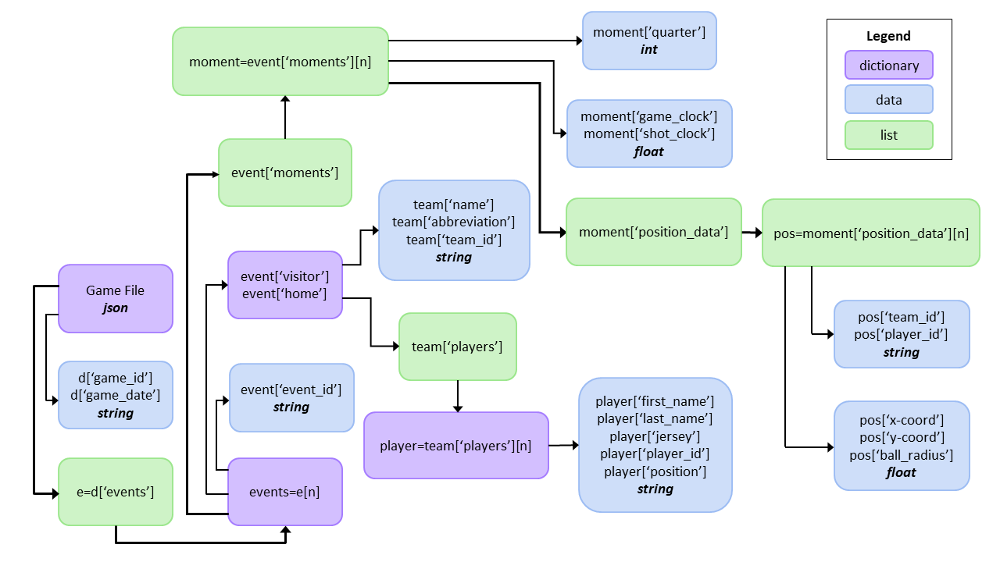 moment=event[‘moments’][n]
moment[’quarter’]
int
Legend
dictionary
data
list
moment[‘game_clock’]
moment[‘shot_clock’]
float
event[‘moments’]
team[‘name’]
team[‘abbreviation’]
team[‘team_id’]
string
moment[‘position_data’]
pos=moment[‘position_data’][n]
Game File
json
event[‘visitor’]
event[‘home’]
team[‘players’]
pos[‘team_id’]
pos[‘player_id’]
string
d[‘game_id’]
d[‘game_date’]
string
event[‘event_id’]
string
player=team[‘players’][n]
player[‘first_name’]
player[‘last_name’]
player[‘jersey’]
player[‘player_id’]
player[‘position’]
string
pos[‘x-coord’]
pos[‘y-coord’]
pos[‘ball_radius’]
float
e=d[‘events’]
events=e[n]